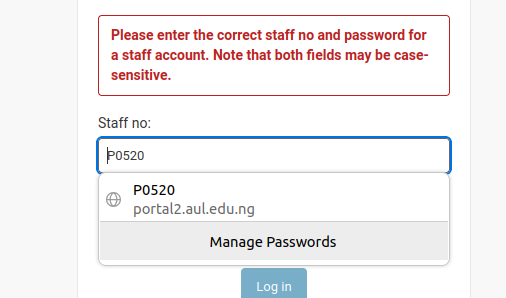 Please enter the correct staff no and password for
a staff account. Note that both fields may be case-
sensitive.
Staff no:
P0520
P0520
portal2.aul.edu.ng
Manage Passwords
Log in